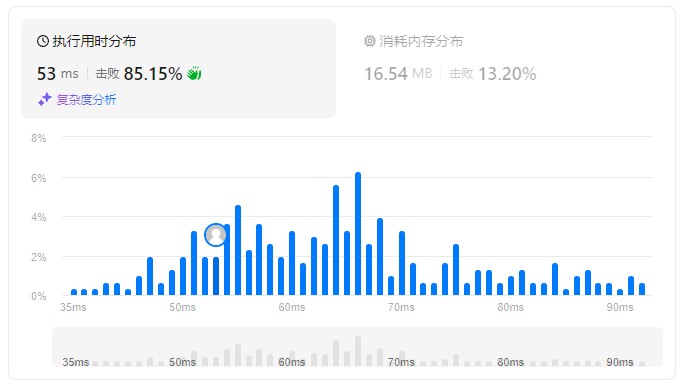 执行用时分布
53 ms 击败 85.15%
复杂度分析
消耗内存分布
16.54 MB 击败 13.20%
8%
6%
4%
2%
0%
35ms 50ms 60ms 70ms 80ms 90ms
35ms 50ms 60ms 70ms 80ms 90ms